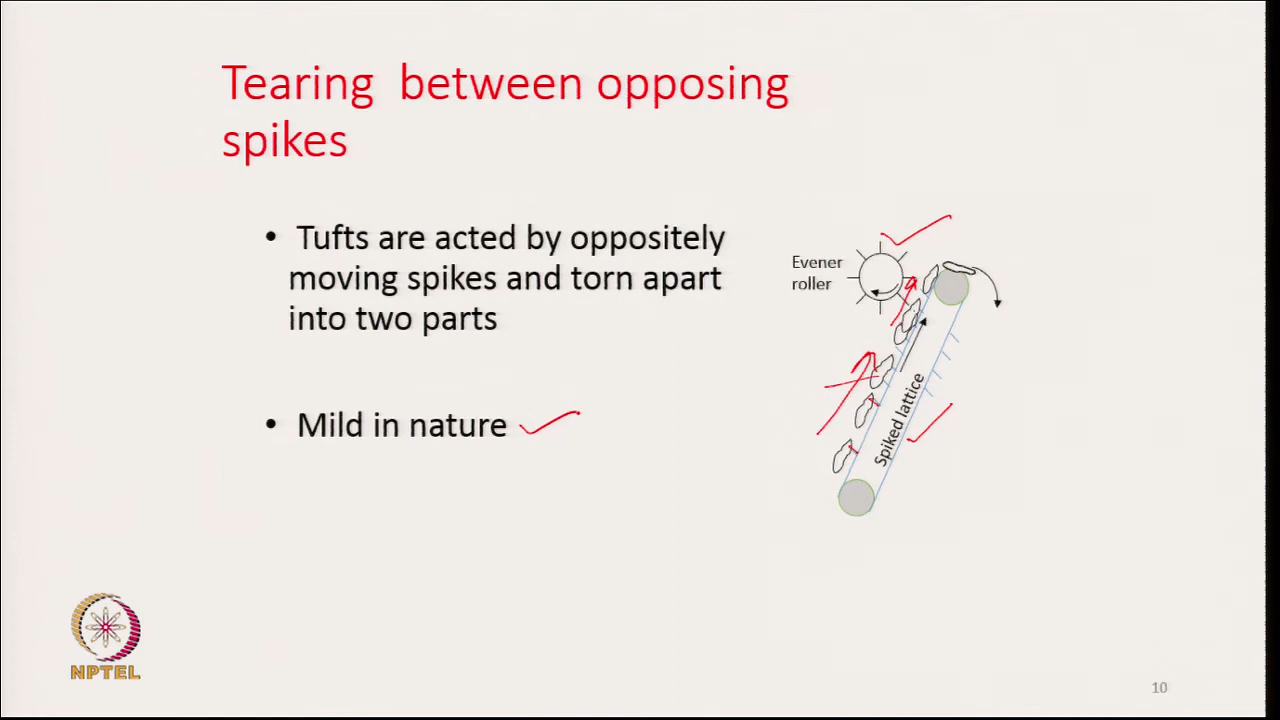 Tearing between opposing
spikes
• Tufts are acted by oppositely
moving spikes and torn apart
into two parts
• Mild in nature
Evener
roller
Spiked lattice
NPTEL
10